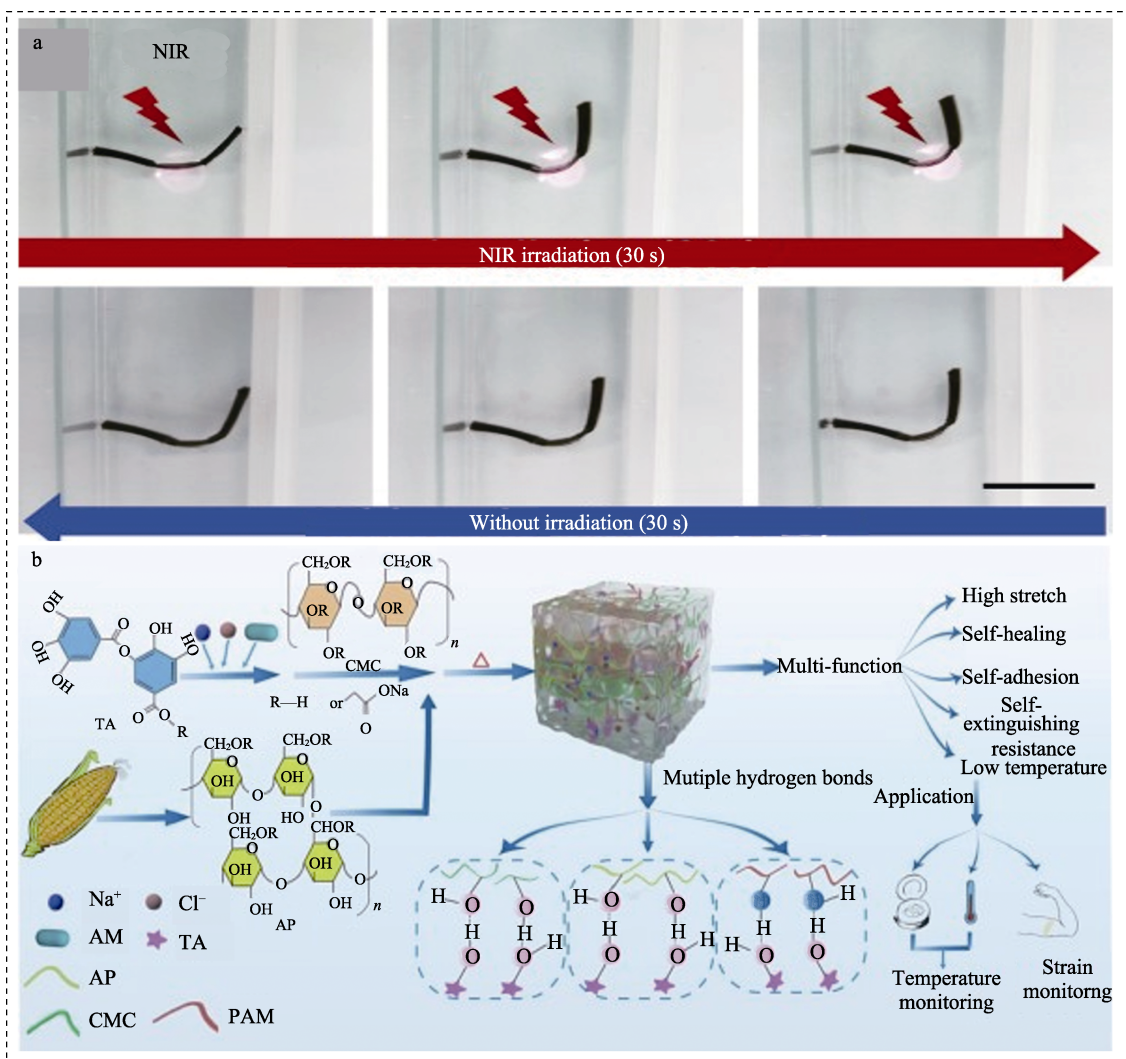 a
NIR
NIR irradiation (30 s)
Without irradiation (30 s)
b
OH
OH
OH
O
O
OH
HO
O
O
R
TA
CH₂OR
O
OR
OR
O
CH₂OR
O
OR
OR
n
CMC
R—H
or
ONa
O
Multi-function
High stretch
Self-healing
Self-adhesion
Self-
extinguishing
resistance
Low temperature
Application
Mutiple hydrogen bonds
CH₂OR
O
OH
OH
O
CH₂OR
O
OH
HO
O
CH₂OR
O
OH
OH
O
CHOR
O
OH
OH
O
n
AP
Na⁺
Cl⁻
AM
TA
AP
CMC
PAM
H
O
O
H
H
O
O
H
H
O
O
H
H
O
O
H
H
H
H
H
O
O
Temperature
monitoring
Strain
monitorng